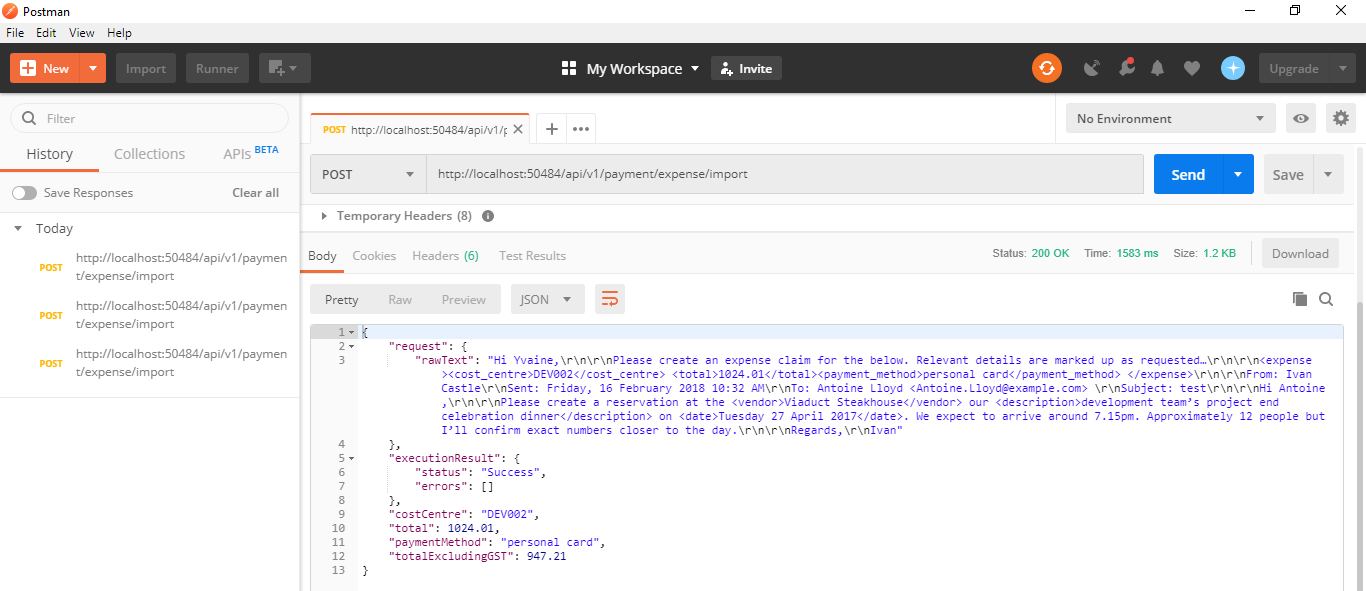 Postman
File Edit View Help
New Import Runner My Workspace Invite Upgrade
Filter
History Collections APIs BETA
Save Responses Clear all
Today
POST http://localhost:50484/api/v1/paymen
t/expense/import
POST http://localhost:50484/api/v1/paymen
t/expense/import
POST http://localhost:50484/api/v1/paymen
t/expense/import
POST http://localhost:50484/api/v1/p
No Environment
POST http://localhost:50484/api/v1/payment/expense/import Send Save
Temporary Headers (8)
Body Cookies Headers (6) Test Results Status: 200 OK Time: 1583 ms Size: 1.2 KB Download
Pretty Raw Preview JSON
1 {
2 "request": {
3 "rawText": "Hi Yvaine,\r\n\r\nPlease create an expense claim for the below. Relevant details are marked up as requested…\r\n\r\n<expense
><cost_centre>DEV002</cost_centre> <total>1024.01</total><payment_method>personal card</payment_method> </expense>\r\n\r\nFrom: Ivan
Castle\r\nSent: Friday, 16 February 2018 10:32 AM\r\nTo: Antoine Lloyd <Antoine.Lloyd@example.com> \r\nSubject: test\r\n\r\nHi Antoine
,\r\n\r\nPlease create a reservation at the <vendor>Viaduct Steakhouse</vendor> our <description>development team’s project end
celebration dinner</description> on <date>Tuesday 27 April 2017</date>. We expect to arrive around 7.15pm. Approximately 12 people but
I’ll confirm exact numbers closer to the day.\r\n\r\nRegards,\r\nIvan"
4 },
5 "executionResult": {
6 "status": "Success",
7 "errors": []
8 },
9 "costCentre": "DEV002",
10 "total": 1024.01,
11 "paymentMethod": "personal card",
12 "totalExcludingGST": 947.21
13 }